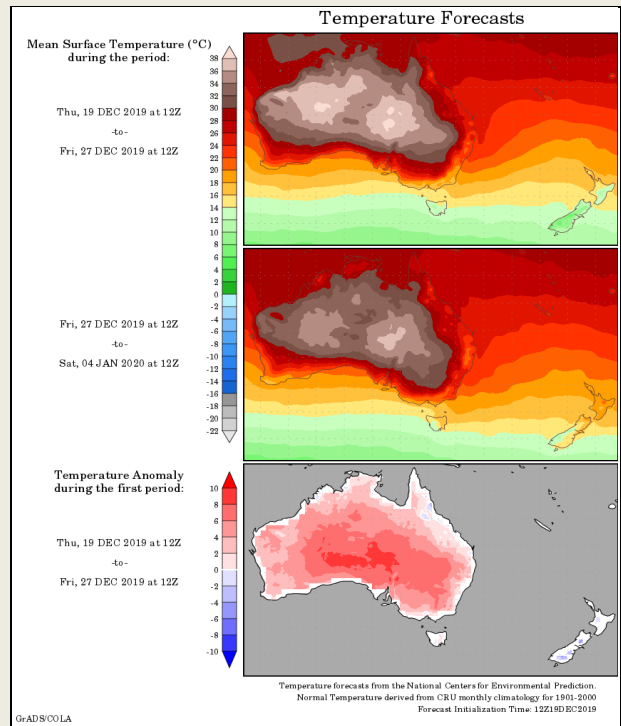 Temperature Forecasts
Mean Surface Temperature (°C)
during the period:
Thu, 19 DEC 2019 at 12Z
-to-
Fri, 27 DEC 2019 at 12Z
38
36
34
32
30
28
26
24
22
20
18
16
14
12
10
8
6
4
2
0
-2
-4
-6
-8
-10
-12
-14
-16
-18
-20
-22
Fri, 27 DEC 2019 at 12Z
-to-
Sat, 04 JAN 2020 at 12Z
Temperature Anomaly
during the first period:
Thu, 19 DEC 2019 at 12Z
-to-
Fri, 27 DEC 2019 at 12Z
10
8
6
4
2
0
-2
-4
-6
-8
-10
Temperature forecasts from the National Centers for Environmental Prediction.
Normal Temperature derived from CRU monthly climatology for 1901-2000
Forecast Initialization Time: 12Z19DEC2019
GrADS/COLA